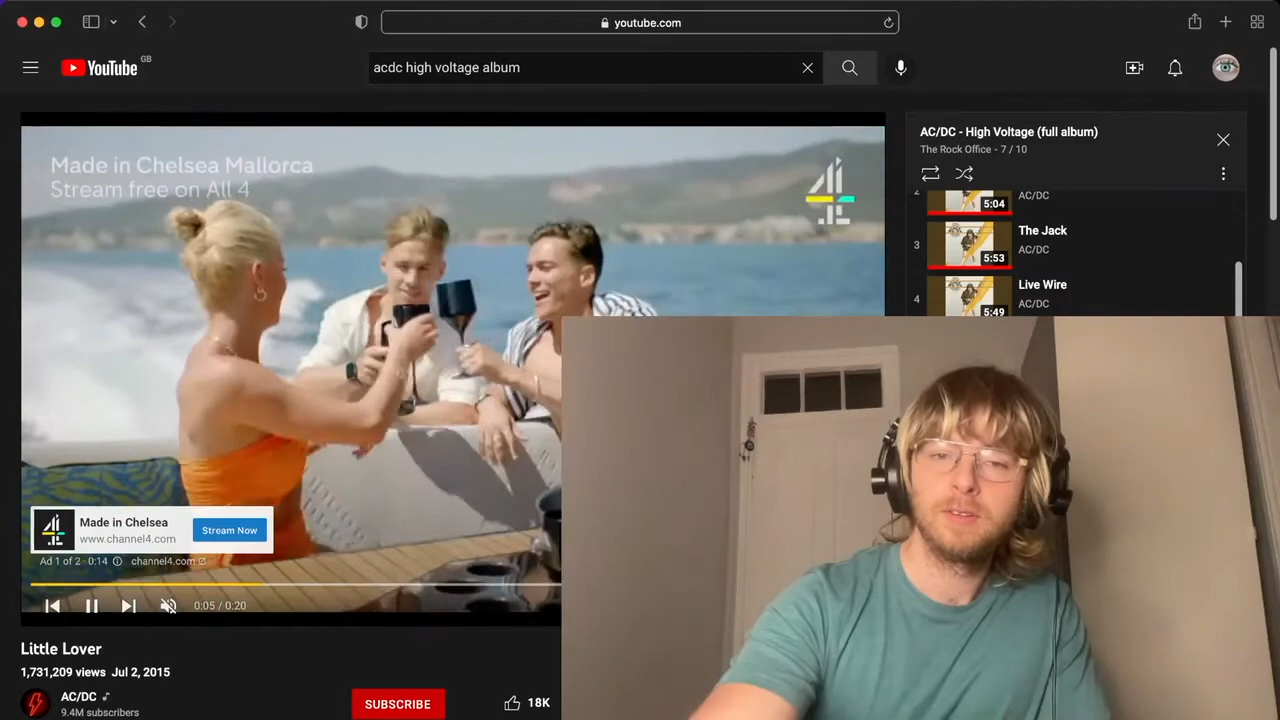 youtube.com
YouTube GB
acdc high voltage album
Made in Chelsea Mallorca
Stream free on All 4
AC/DC - High Voltage (full album)
The Rock Office - 7 / 10
2
5:04
AC/DC
3
5:53
The Jack
AC/DC
4
5:49
Live Wire
AC/DC
Made in Chelsea
www.channel4.com
Stream Now
Ad 1 of 2 · 0:14
channel4.com
0:05 / 0:20
Little Lover
1,731,209 views Jul 2, 2015
AC/DC
9.4M subscribers
SUBSCRIBE
18K